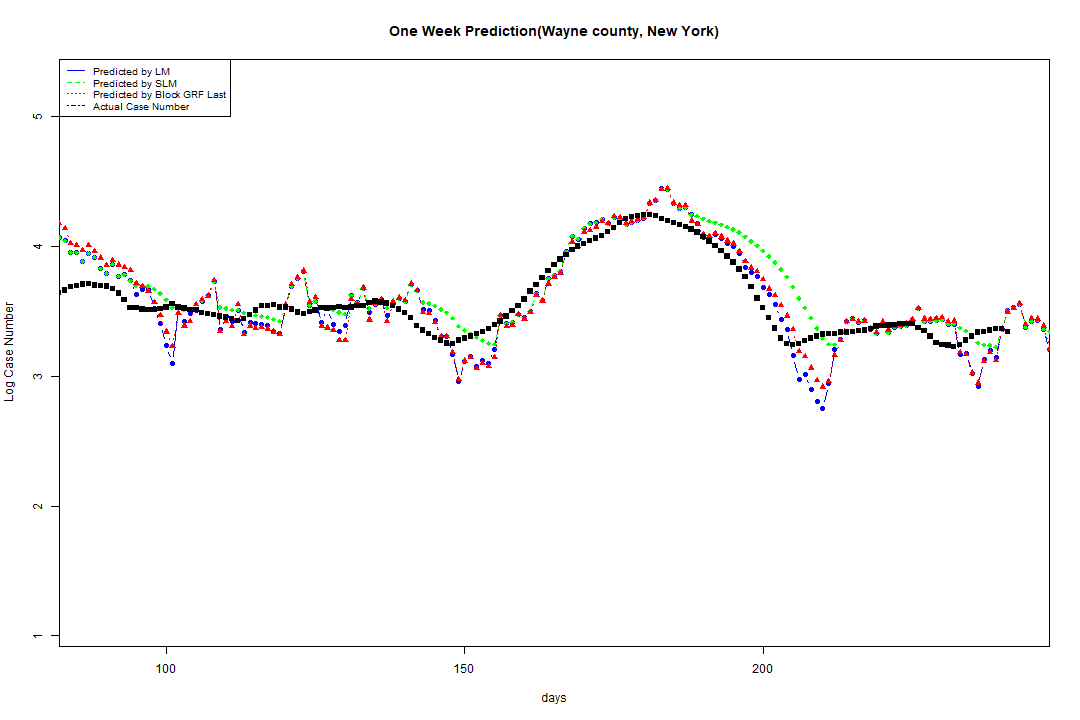 One Week Prediction(Wayne county, New York)
Predicted by LM
Predicted by SLM
Predicted by Block GRF Last
Actual Case Number
5
4
3
2
1
Log Case Number
100
150
200
days